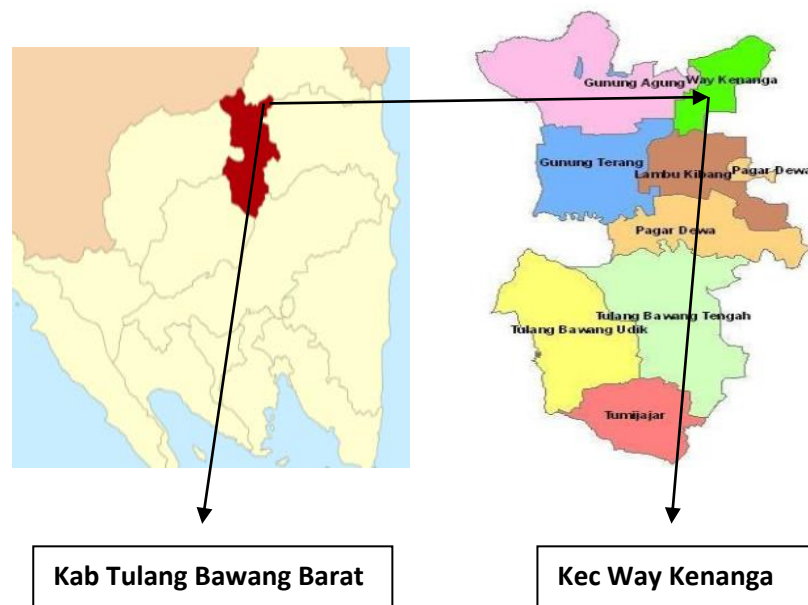 Gunung Agung
Way Kenanga
Gunung Terang
Lambu Kibang
Pagar Dewa
Pagar Dewa
Tulang Bawang Tengah
Tulang Bawang Udik
Tumijajar
Kab Tulang Bawang Barat
Kec Way Kenanga